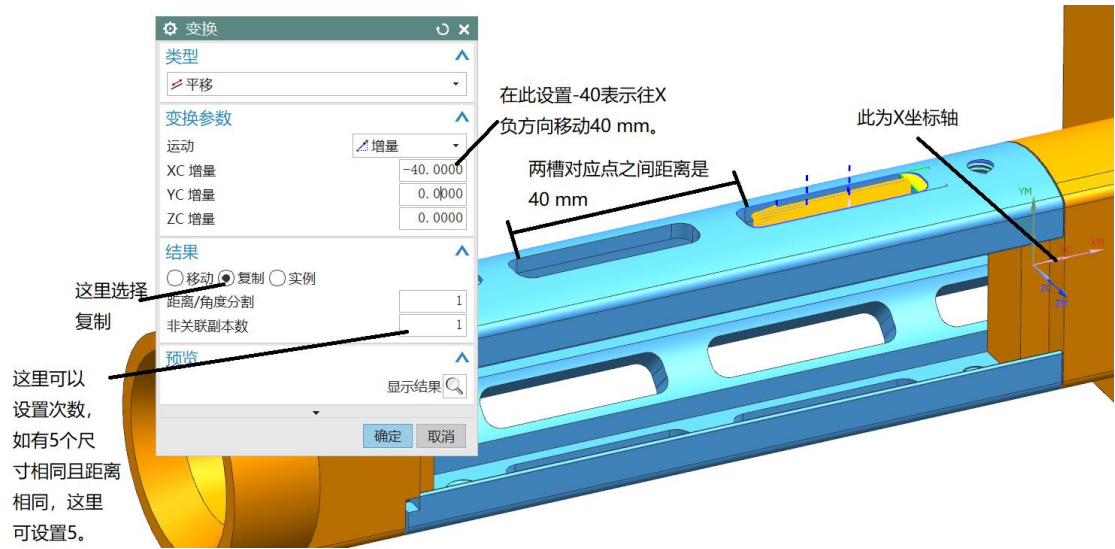 变换
类型
平移
变换参数
运动
增量
XC 增量
-40.0000
YC 增量
0.0000
ZC 增量
0.0000
结果
移动 复制 实例
距离/角度分割
1
非关联副本数
1
预览
显示结果
确定 取消
在此设置-40表示往X
负方向移动40 mm。
两槽对应点之间距离是
40 mm
此为X坐标轴
这里选择
复制
这里可以
设置次数，
如有5个尺
寸相同且距离
相同，这里
可设置5。
YM
XC
XM
ZC